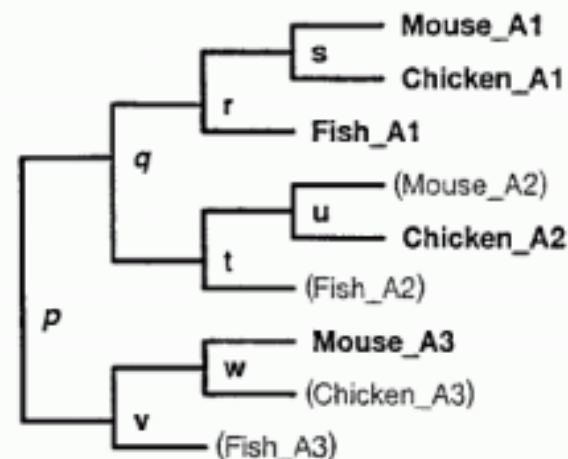 Mouse_A1
s
Chicken_A1
r
Fish_A1
q
(Mouse_A2)
u
Chicken_A2
t
(Fish_A2)
p
Mouse_A3
w
(Chicken_A3)
v
(Fish_A3)